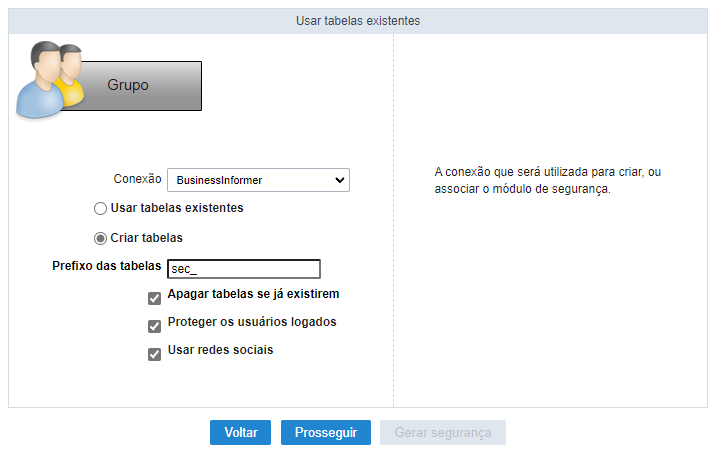 Usar tabelas existentes
Grupo
Conexão
BusinessInformer
Usar tabelas existentes
Criar tabelas
Prefixo das tabelas
sec_
Apagar tabelas se já existirem
Proteger os usuários logados
Usar redes sociais
A conexão que será utilizada para criar, ou
associar o módulo de segurança.
Voltar
Prosseguir
Gerar segurança